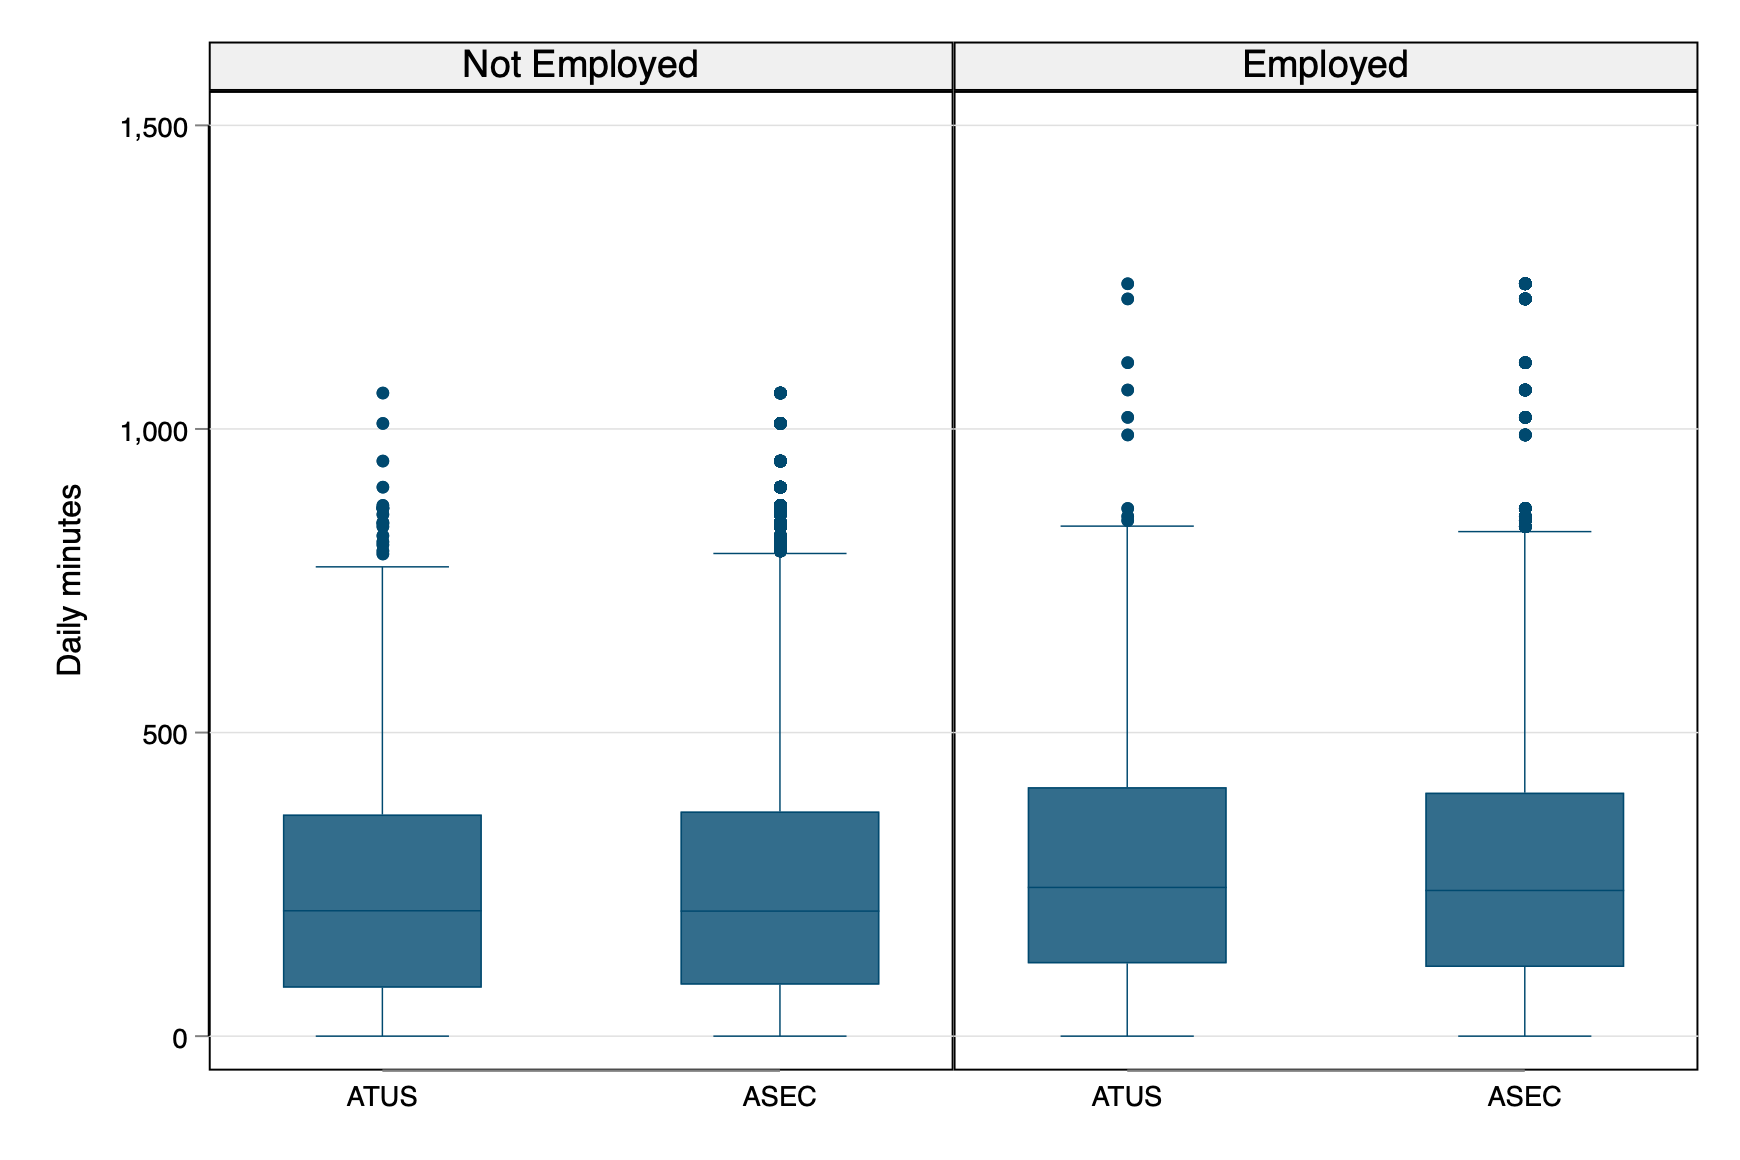 Not Employed
Employed
1,500
1,000
500
0
Daily minutes
ATUS
ASEC
ATUS
ASEC